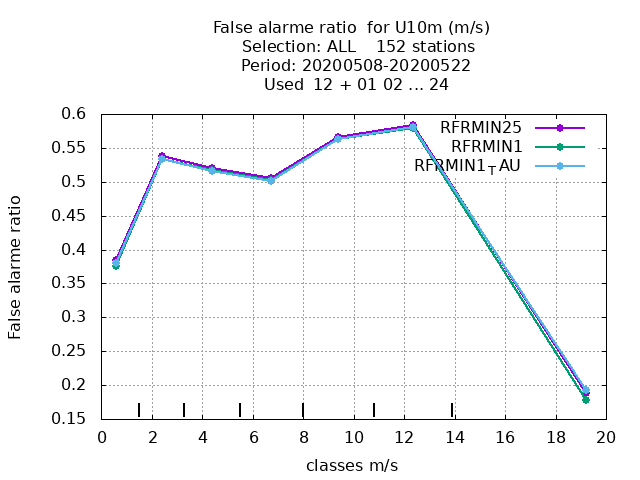 False alarme ratio  for U10m (m/s)
Selection: ALL    152 stations
Period: 20200508-20200522
Used  12 + 01 02 ... 24
False alarme ratio
0.6
0.55
0.5
0.45
0.4
0.35
0.3
0.25
0.2
0.15
RFRMIN25
RFRMIN1
RFRMIN1TAU
0 2 4 6 8 10 12 14 16 18 20
classes m/s